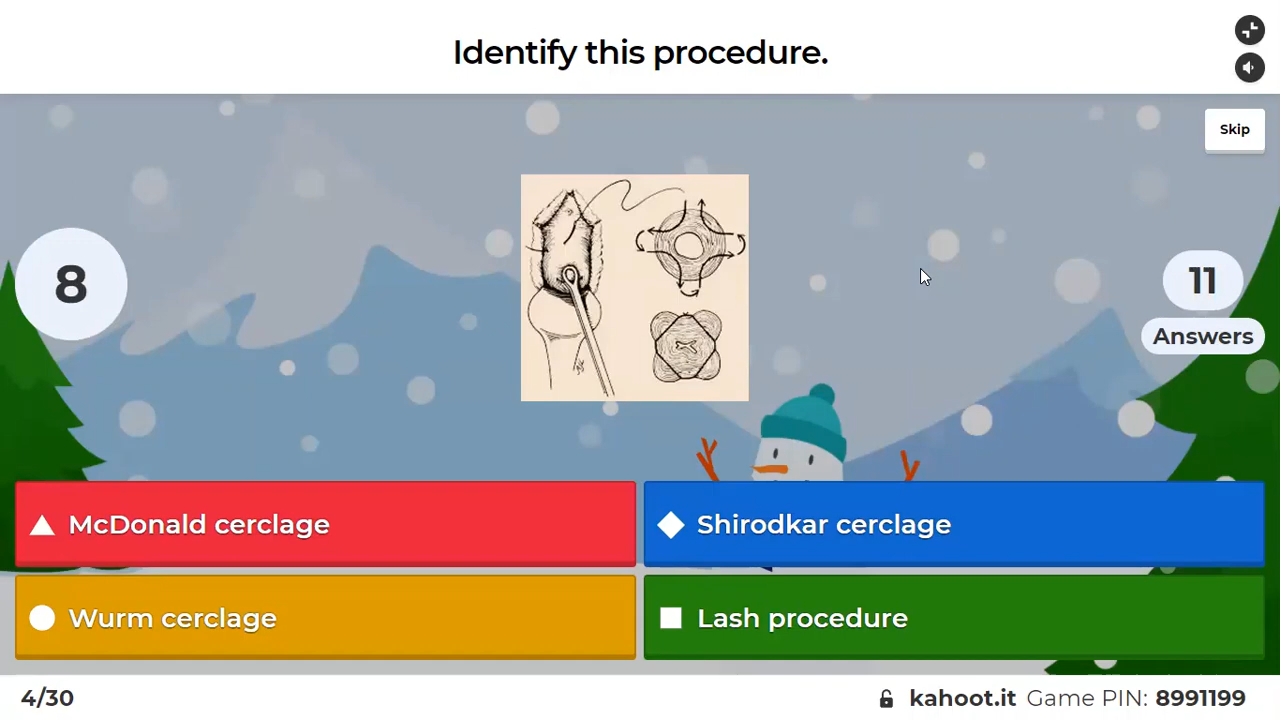 Identify this procedure.
Skip
8
11
Answers
McDonald cerclage
Shirodkar cerclage
Wurm cerclage
Lash procedure
4/30
kahoot.it Game PIN: 8991199